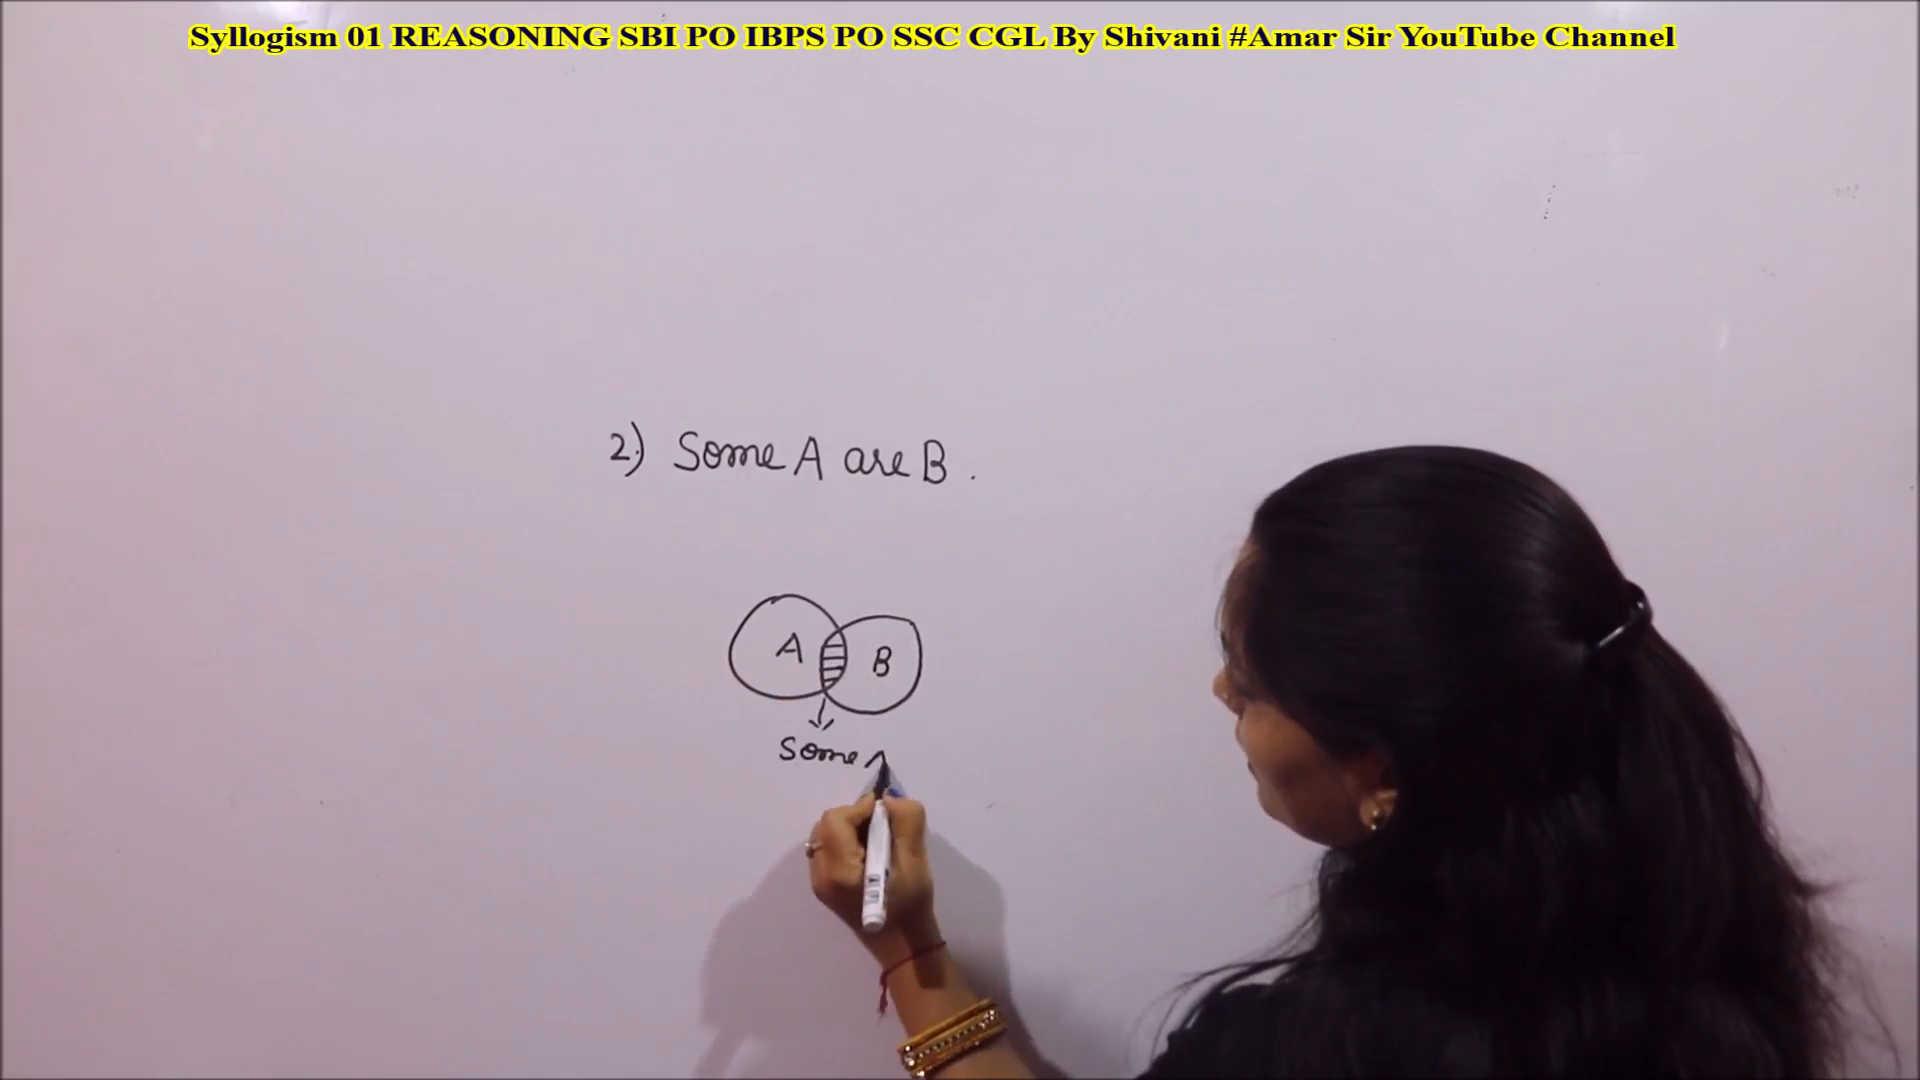 Syllogism 01 REASONING SBI PO IBPS PO SSC CGL By Shivani #Amar Sir YouTube Channel
2.) Some A are B.
A
B
Some A